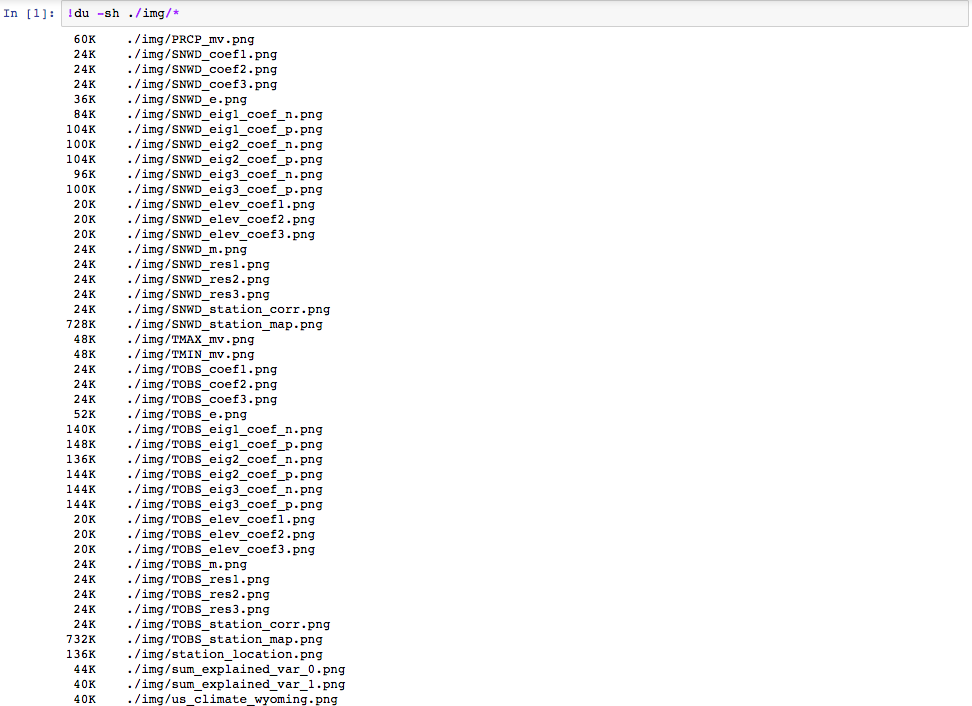 In [1]: !du -sh ./img/*
60K ./img/PRCP_mv.png
24K ./img/SNWD_coef1.png
24K ./img/SNWD_coef2.png
24K ./img/SNWD_coef3.png
36K ./img/SNWD_e.png
84K ./img/SNWD_eig1_coef_n.png
104K ./img/SNWD_eig1_coef_p.png
100K ./img/SNWD_eig2_coef_n.png
104K ./img/SNWD_eig2_coef_p.png
96K ./img/SNWD_eig3_coef_n.png
100K ./img/SNWD_eig3_coef_p.png
20K ./img/SNWD_elev_coef1.png
20K ./img/SNWD_elev_coef2.png
20K ./img/SNWD_elev_coef3.png
24K ./img/SNWD_m.png
24K ./img/SNWD_res1.png
24K ./img/SNWD_res2.png
24K ./img/SNWD_res3.png
24K ./img/SNWD_station_corr.png
728K ./img/SNWD_station_map.png
48K ./img/TMAX_mv.png
48K ./img/TMIN_mv.png
24K ./img/TOBS_coef1.png
24K ./img/TOBS_coef2.png
24K ./img/TOBS_coef3.png
52K ./img/TOBS_e.png
140K ./img/TOBS_eig1_coef_n.png
148K ./img/TOBS_eig1_coef_p.png
136K ./img/TOBS_eig2_coef_n.png
144K ./img/TOBS_eig2_coef_p.png
144K ./img/TOBS_eig3_coef_n.png
144K ./img/TOBS_eig3_coef_p.png
20K ./img/TOBS_elev_coef1.png
20K ./img/TOBS_elev_coef2.png
20K ./img/TOBS_elev_coef3.png
24K ./img/TOBS_m.png
24K ./img/TOBS_res1.png
24K ./img/TOBS_res2.png
24K ./img/TOBS_res3.png
24K ./img/TOBS_station_corr.png
732K ./img/TOBS_station_map.png
136K ./img/station_location.png
44K ./img/sum_explained_var_0.png
40K ./img/sum_explained_var_1.png
40K ./img/us_climate_wyoming.png